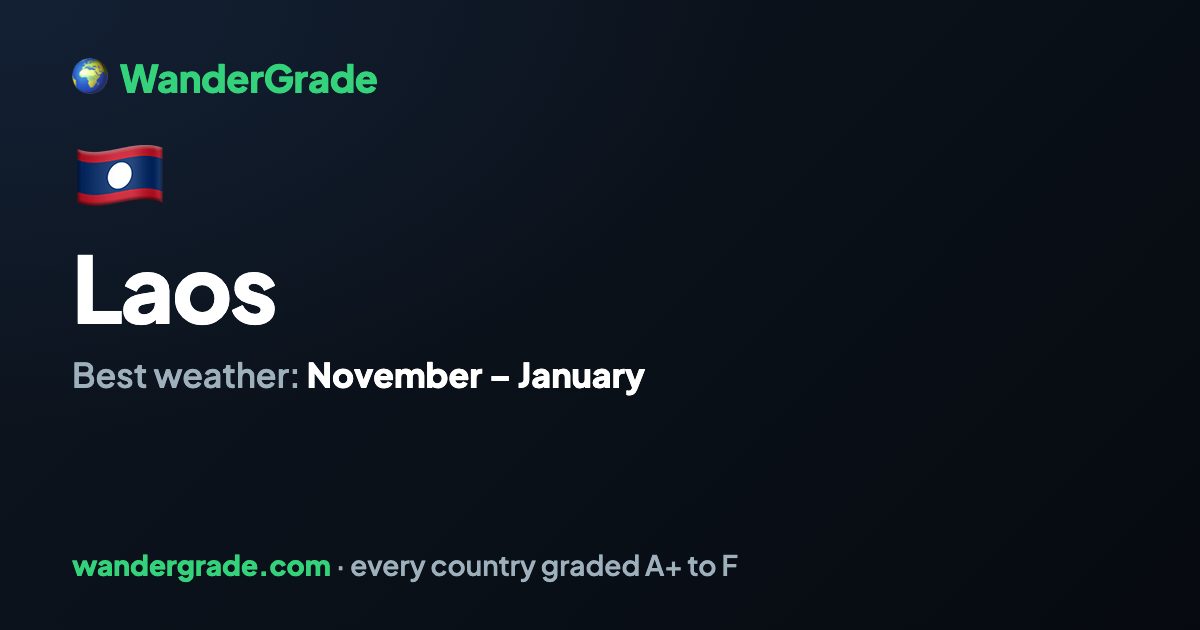 WanderGrade
Laos
Best weather: November – January
wandergrade.com · every country graded A+ to F